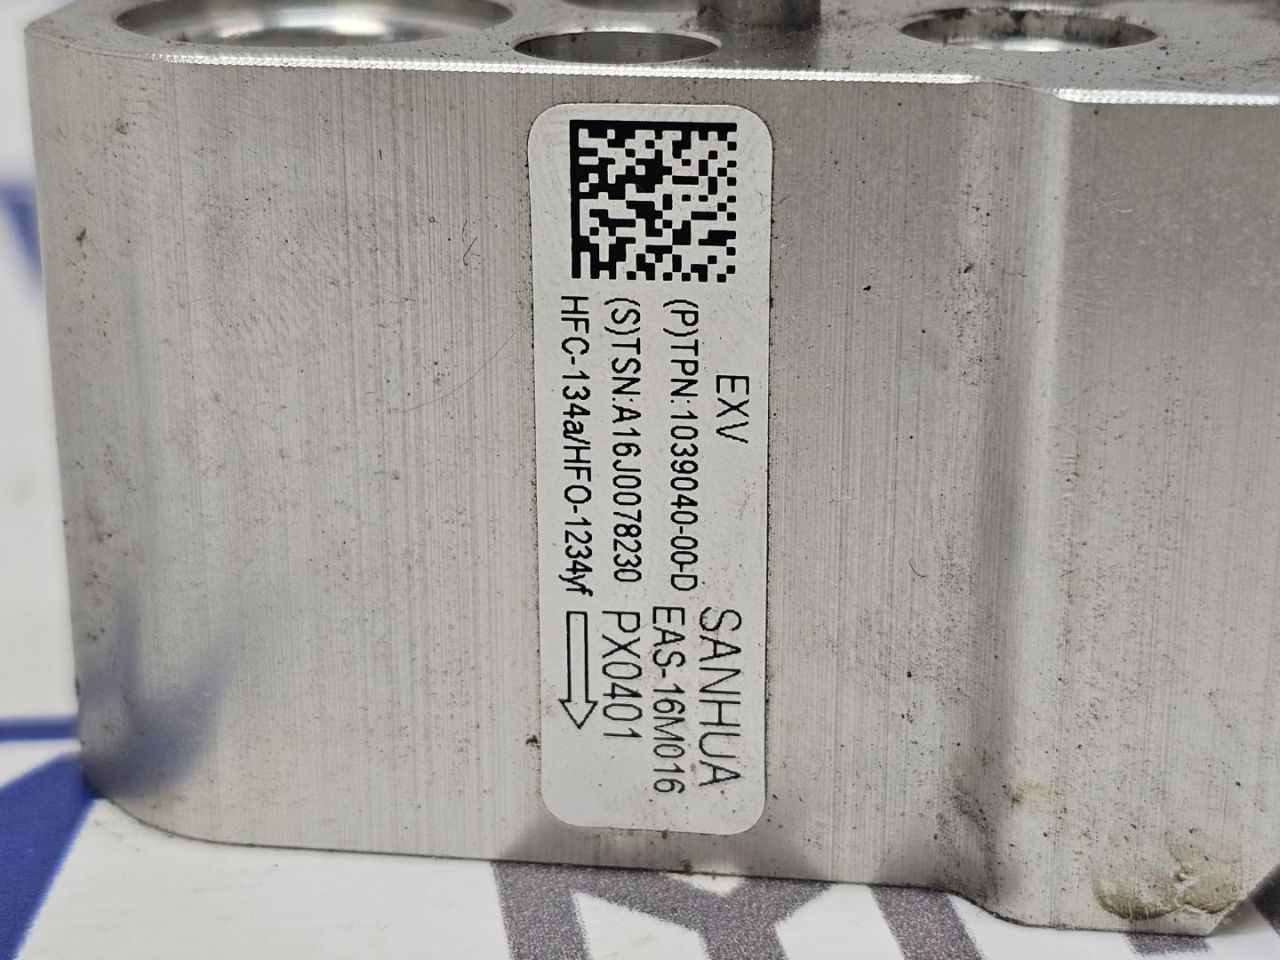 EXV
SANHUA
(P)TPN:1039040-00-D
EAS-16M016
(S)TSN:A16J0078230
PX0401
HFC-134a/HFO-1234yf